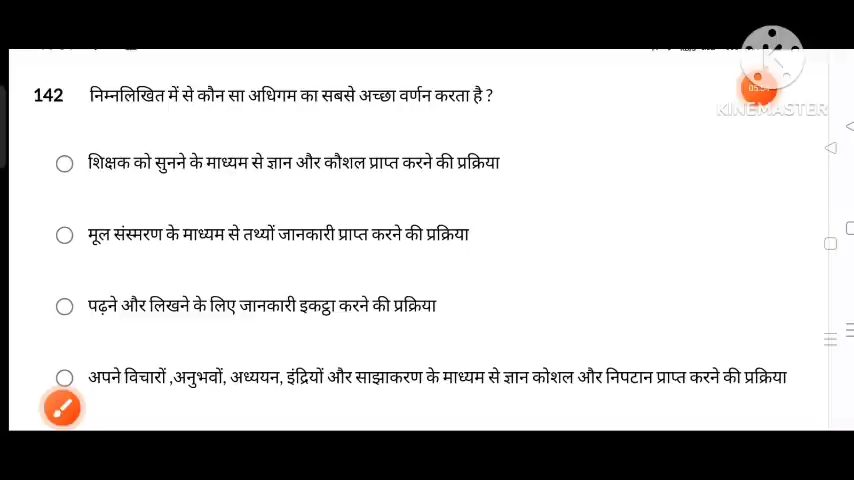 142 निम्नलिखित में से कौन सा अधिगम का सबसे अच्छा वर्णन करता है ?
KINEMASTER
शिक्षक को सुनने के माध्यम से ज्ञान और कौशल प्राप्त करने की प्रक्रिया
मूल संस्मरण के माध्यम से तथ्यों जानकारी प्राप्त करने की प्रक्रिया
पढ़ने और लिखने के लिए जानकारी इकट्ठा करने की प्रक्रिया
अपने विचारों ,अनुभवों, अध्ययन, इंद्रियों और साझाकरण के माध्यम से ज्ञान कोशल और निपटान प्राप्त करने की प्रक्रिया